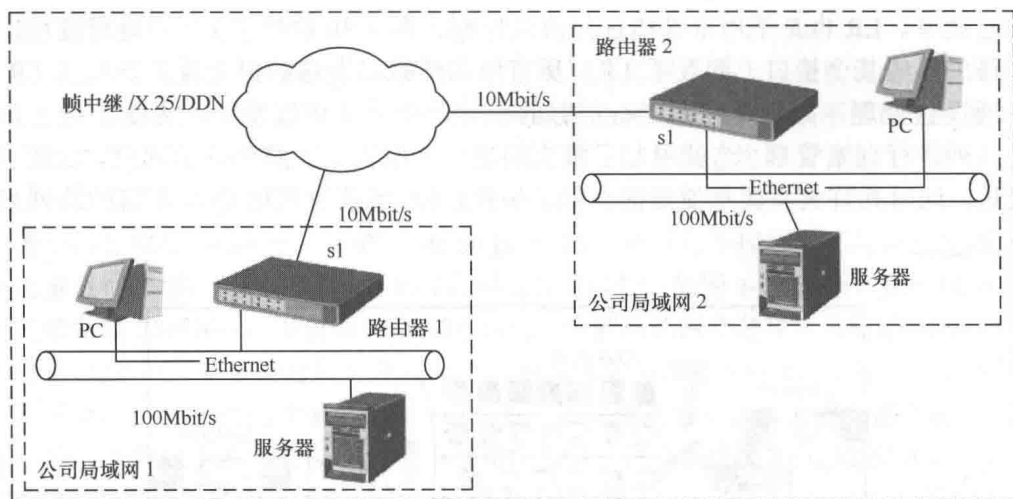 帧中继/X.25/DDN
10Mbit/s
10Mbit/s
s1
PC
路由器 1
Ethernet
100Mbit/s
服务器
公司局域网 1
路由器 2
s1
PC
Ethernet
100Mbit/s
服务器
公司局域网 2